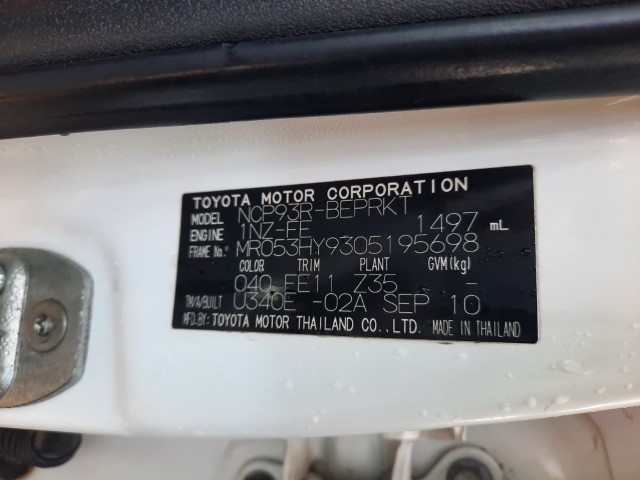 TOYOTA MOTOR CORPORATION
MODEL NCP93R-BEPRKT
ENGINE 1NZ-FE 1497 mL
FRAME No. MR053HY9305195698
COLOR TRIM PLANT GVM(kg)
040 EE11 Z35 - -
TM/A/BUILT U340E -02A SEP 10
MFD.BY: TOYOTA MOTOR THAILAND CO.,LTD. MADE IN THAILAND